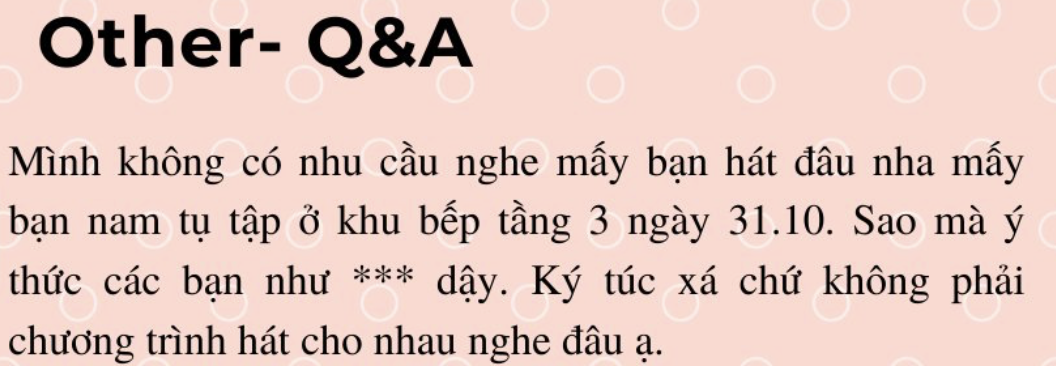 Other- Q&A
Mình không có nhu cầu nghe mấy bạn hát đâu nha mấy
bạn nam tụ tập ở khu bếp tầng 3 ngày 31.10. Sao mà ý
thức các bạn như *** dậy. Ký túc xá chứ không phải
chương trình hát cho nhau nghe đâu ạ.